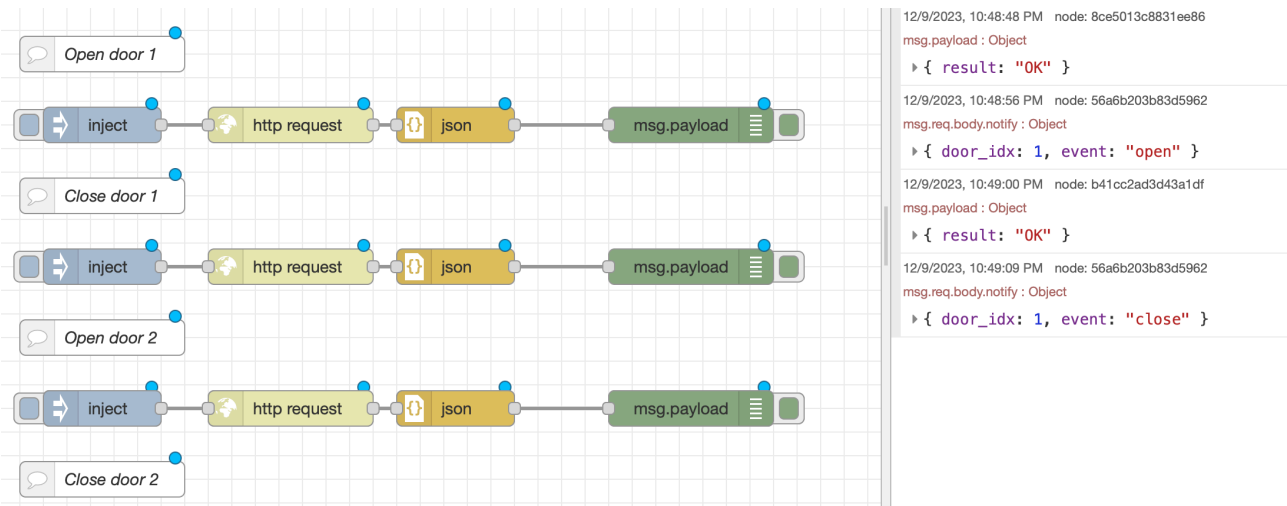 Open door 1
inject
http request
{}
json
msg.payload
Close door 1
inject
http request
{}
json
msg.payload
Open door 2
inject
http request
{}
json
msg.payload
Close door 2
12/9/2023, 10:48:48 PM node: 8ce5013c8831ee86
msg.payload : Object
{ result: "OK" }
12/9/2023, 10:48:56 PM node: 56a6b203b83d5962
msg.req.body.notify : Object
{ door_idx: 1, event: "open" }
12/9/2023, 10:49:00 PM node: b41cc2ad3d43a1df
msg.payload : Object
{ result: "OK" }
12/9/2023, 10:49:09 PM node: 56a6b203b83d5962
msg.req.body.notify : Object
{ door_idx: 1, event: "close" }